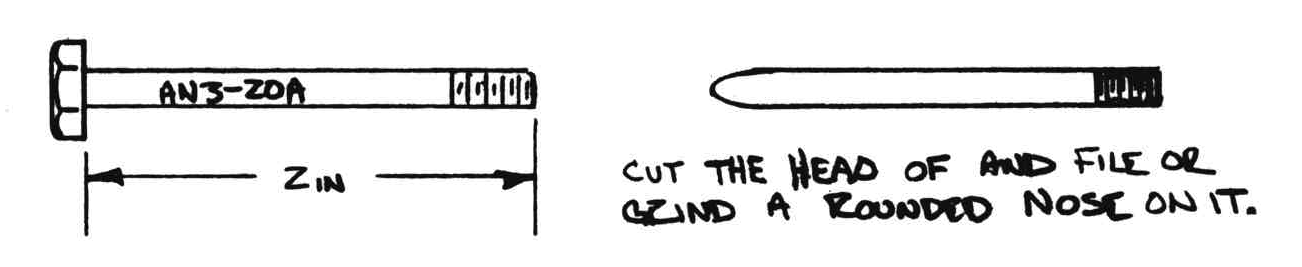 AN3-20A
2 IN
CUT THE HEAD OF AND FILE OR
GRIND A ROUNDED NOSE ON IT.